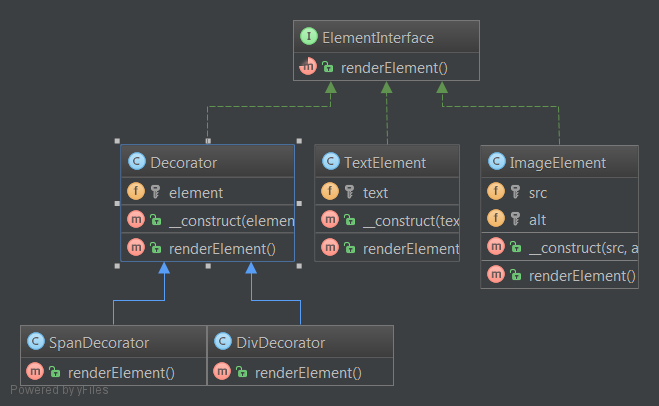 I ElementInterface
m renderElement()
C Decorator
f element
m __construct(elemen
m renderElement()
C TextElement
f text
m __construct(tex
m renderElement
C ImageElement
f src
f alt
m __construct(src, a
m renderElement()
C SpanDecorator
m renderElement()
C DivDecorator
m renderElement()
Powered by yFiles